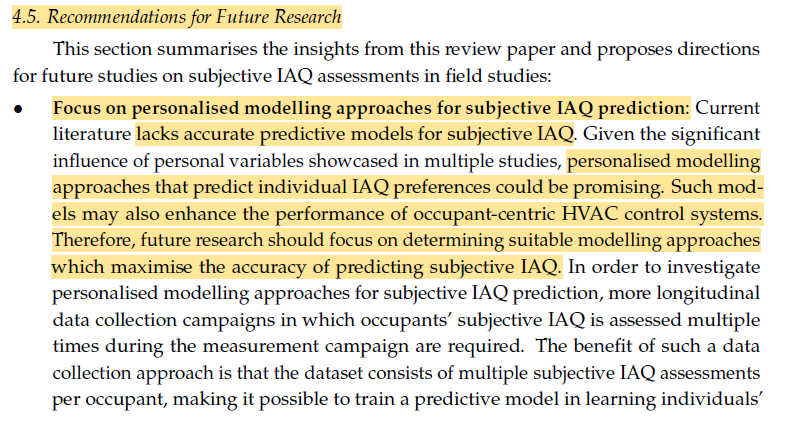 4.5. Recommendations for Future Research
This section summarises the insights from this review paper and proposes directions
for future studies on subjective IAQ assessments in field studies:
● Focus on personalised modelling approaches for subjective IAQ prediction: Current
literature lacks accurate predictive models for subjective IAQ. Given the significant
influence of personal variables showcased in multiple studies, personalised modelling
approaches that predict individual IAQ preferences could be promising. Such mod-
els may also enhance the performance of occupant-centric HVAC control systems.
Therefore, future research should focus on determining suitable modelling approaches
which maximise the accuracy of predicting subjective IAQ. In order to investigate
personalised modelling approaches for subjective IAQ prediction, more longitudinal
data collection campaigns in which occupants’ subjective IAQ is assessed multiple
times during the measurement campaign are required. The benefit of such a data
collection approach is that the dataset consists of multiple subjective IAQ assessments
per occupant, making it possible to train a predictive model in learning individuals’